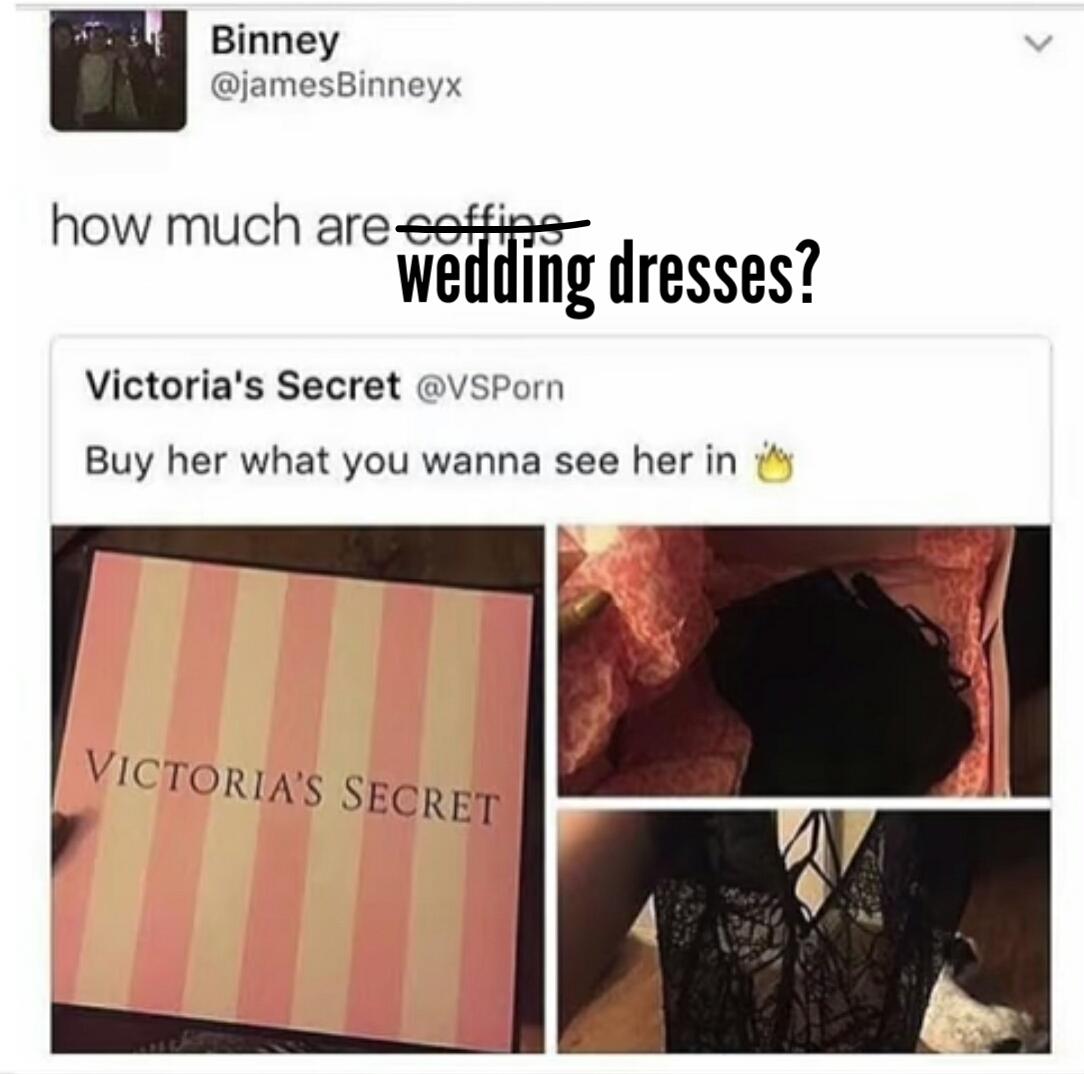 Binney
@jamesBinneyx
how much are coffins
wedding dresses?
Victoria's Secret @VSPorn
Buy her what you wanna see her in
VICTORIA'S SECRET